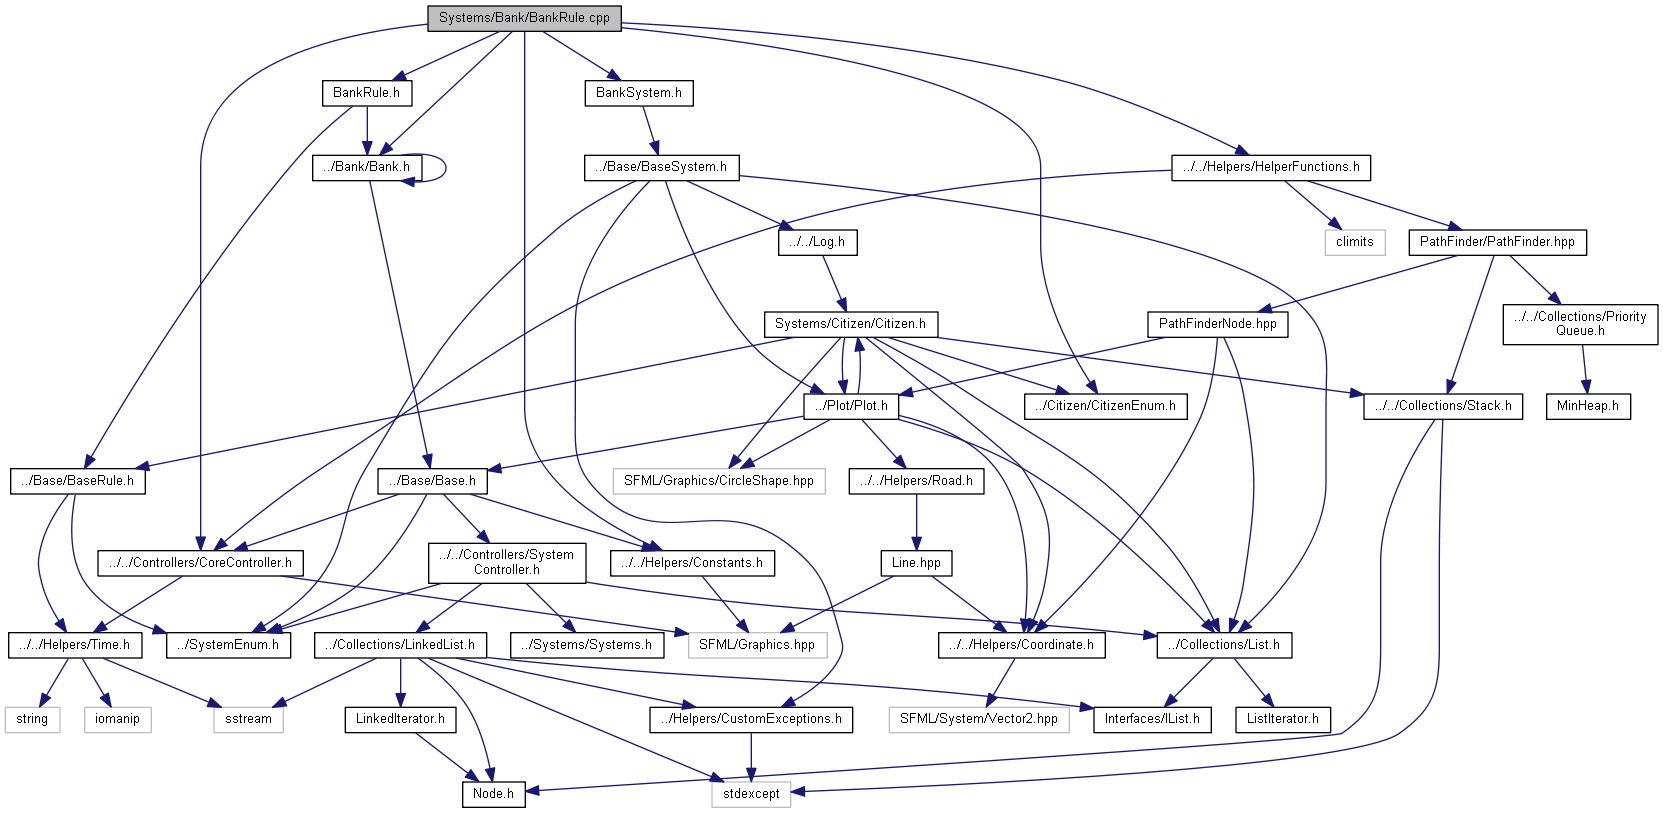 Systems/Bank/BankRule.cpp
BankRule.h
BankSystem.h
../Bank/Bank.h
../Base/BaseSystem.h
../../Helpers/HelperFunctions.h
../../Log.h
climits
PathFinder/PathFinder.hpp
Systems/Citizen/Citizen.h
PathFinderNode.hpp
../../Collections/Priority
Queue.h
../Plot/Plot.h
../Citizen/CitizenEnum.h
../../Collections/Stack.h
MinHeap.h
../Base/BaseRule.h
../Base/Base.h
SFML/Graphics/CircleShape.hpp
../../Helpers/Road.h
../../Controllers/CoreController.h
../../Controllers/System
Controller.h
../../Helpers/Constants.h
Line.hpp
../../Helpers/Time.h
../SystemEnum.h
../Collections/LinkedList.h
../Systems/Systems.h
SFML/Graphics.hpp
../../Helpers/Coordinate.h
../Collections/List.h
string
iomanip
sstream
LinkedIterator.h
../Helpers/CustomExceptions.h
SFML/System/Vector2.hpp
Interfaces/IList.h
ListIterator.h
Node.h
stdexcept